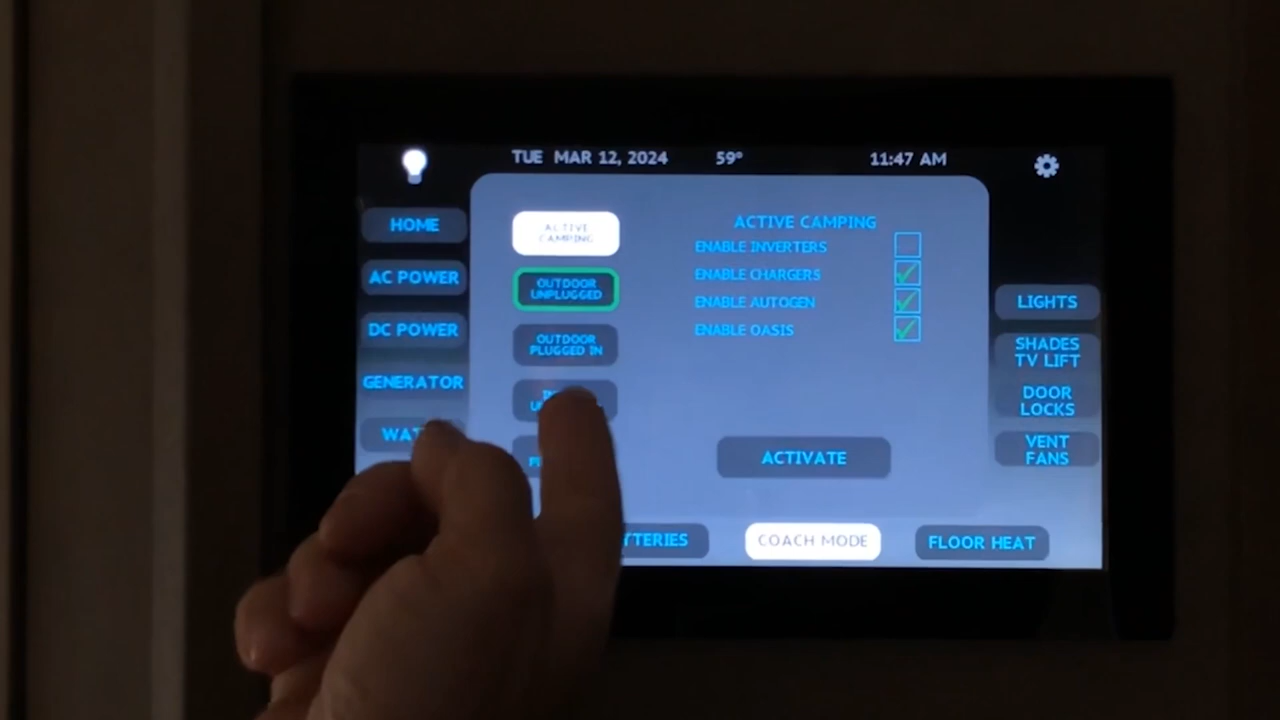 TUE MAR 12, 2024 59° 11:47 AM
HOME
AC POWER
DC POWER
GENERATOR
ACTIVE
CAMPING
OUTDOOR
UNPLUGGED
OUTDOOR
PLUGGED IN
ACTIVE CAMPING
ENABLE INVERTERS
ENABLE CHARGERS
ENABLE AUTOGEN
ENABLE OASIS
ACTIVATE
LIGHTS
SHADES
TV LIFT
DOOR
LOCKS
VENT
FANS
COACH MODE
FLOOR HEAT